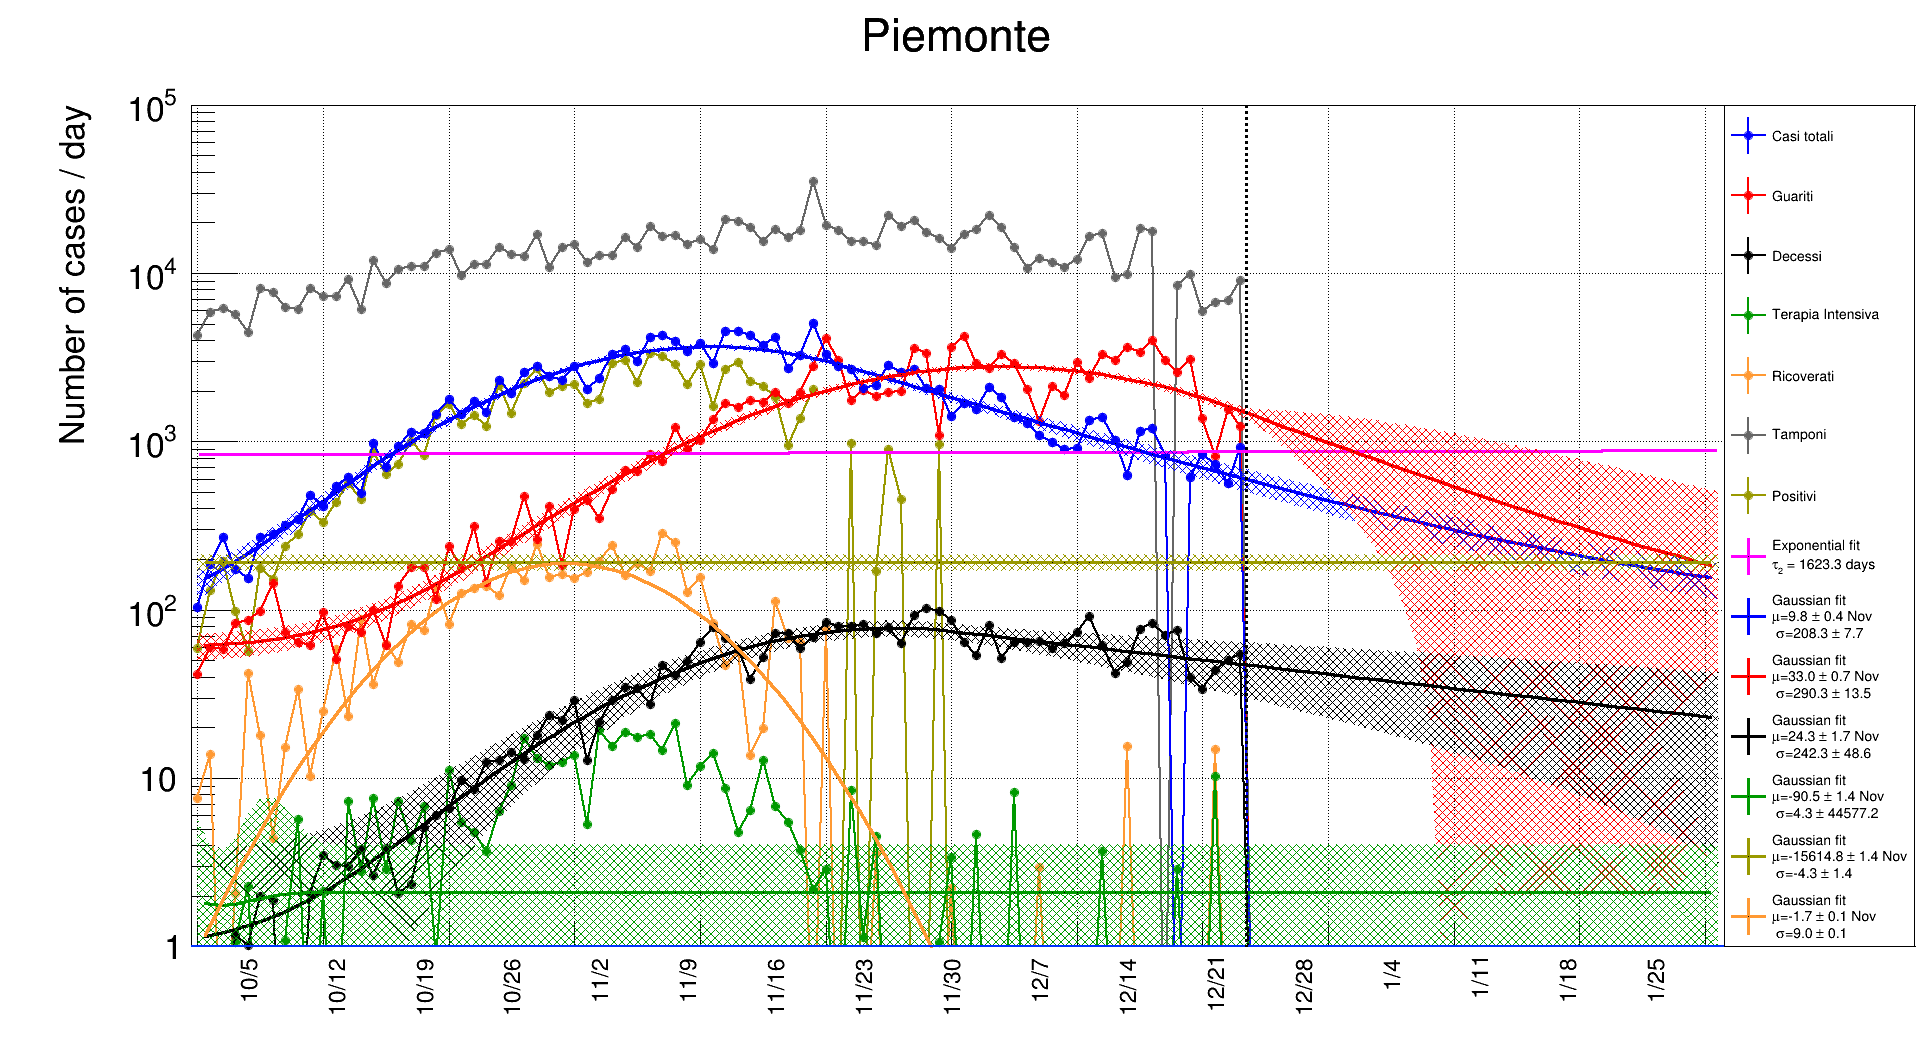 Piemonte
Number of cases / day
10^5
10^4
10^3
10^2
10
1
10/5
10/12
10/19
10/26
11/2
11/9
11/16
11/23
11/30
12/7
12/14
12/21
12/28
1/4
1/11
1/18
1/25
Casi totali
Guariti
Decessi
Terapia Intensiva
Ricoverati
Tamponi
Positivi
Exponential fit
τ₂ = 1623.3 days
Gaussian fit
μ=9.8 ± 0.4 Nov
σ=208.3 ± 7.7
Gaussian fit
μ=33.0 ± 0.7 Nov
σ=290.3 ± 13.5
Gaussian fit
μ=24.3 ± 1.7 Nov
σ=242.3 ± 48.6
Gaussian fit
μ=-90.5 ± 1.4 Nov
σ=4.3 ± 44577.2
Gaussian fit
μ=-15614.8 ± 1.4 Nov
σ=-4.3 ± 1.4
Gaussian fit
μ=-1.7 ± 0.1 Nov
σ=9.0 ± 0.1